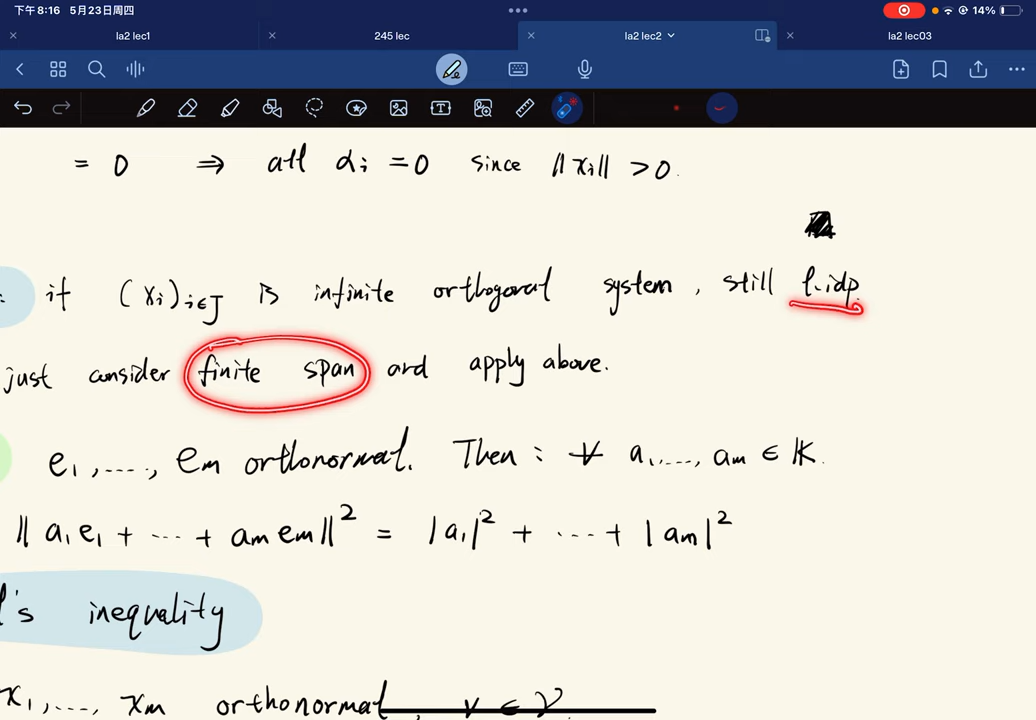 下午8:16 5月23日周四
14%
la2 lec1
245 lec
la2 lec2
la2 lec03
= 0 ⇒ all αi = 0 since ||xi|| > 0.
if (xi)i∈J is infinite orthogonal system, still l.idp.
just consider finite span and apply above.
e1,----, em orthonormal. Then : ∀ a1,...., am ∈ K.
|| a1e1 + ... + am em ||² = |a1|² + ... + |am|²
l's inequality
x1,...., xm orthonormal, v ∈ V